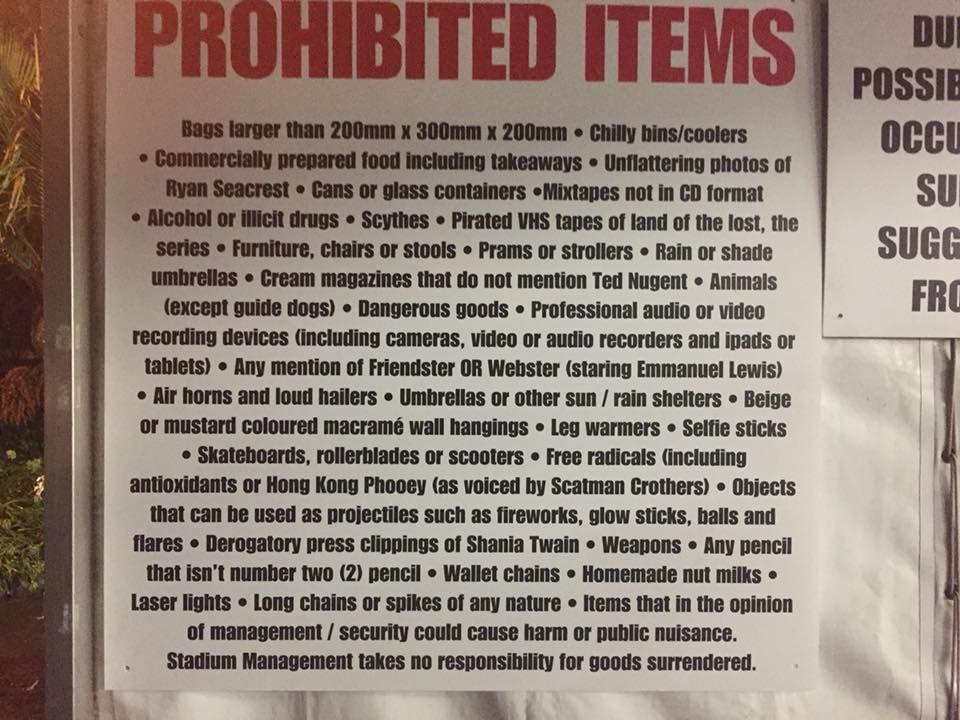 PROHIBITED ITEMS
Bags larger than 200mm x 300mm x 200mm • Chilly bins/coolers
• Commercially prepared food including takeaways • Unflattering photos of
Ryan Seacrest • Cans or glass containers •Mixtapes not in CD format
• Alcohol or illicit drugs • Scythes • Pirated VHS tapes of land of the lost, the
series • Furniture, chairs or stools • Prams or strollers • Rain or shade
umbrellas • Cream magazines that do not mention Ted Nugent • Animals
(except guide dogs) • Dangerous goods • Professional audio or video
recording devices (including cameras, video or audio recorders and ipads or
tablets) • Any mention of Friendster OR Webster (staring Emmanuel Lewis)
• Air horns and loud hailers • Umbrellas or other sun / rain shelters • Beige
or mustard coloured macramé wall hangings • Leg warmers • Selfie sticks
• Skateboards, rollerblades or scooters • Free radicals (including
antioxidants or Hong Kong Phooey (as voiced by Scatman Crothers) • Objects
that can be used as projectiles such as fireworks, glow sticks, balls and
flares • Derogatory press clippings of Shania Twain • Weapons • Any pencil
that isn't number two (2) pencil • Wallet chains • Homemade nut milks •
Laser lights • Long chains or spikes of any nature • Items that in the opinion
of management / security could cause harm or public nuisance.
Stadium Management takes no responsibility for goods surrendered.